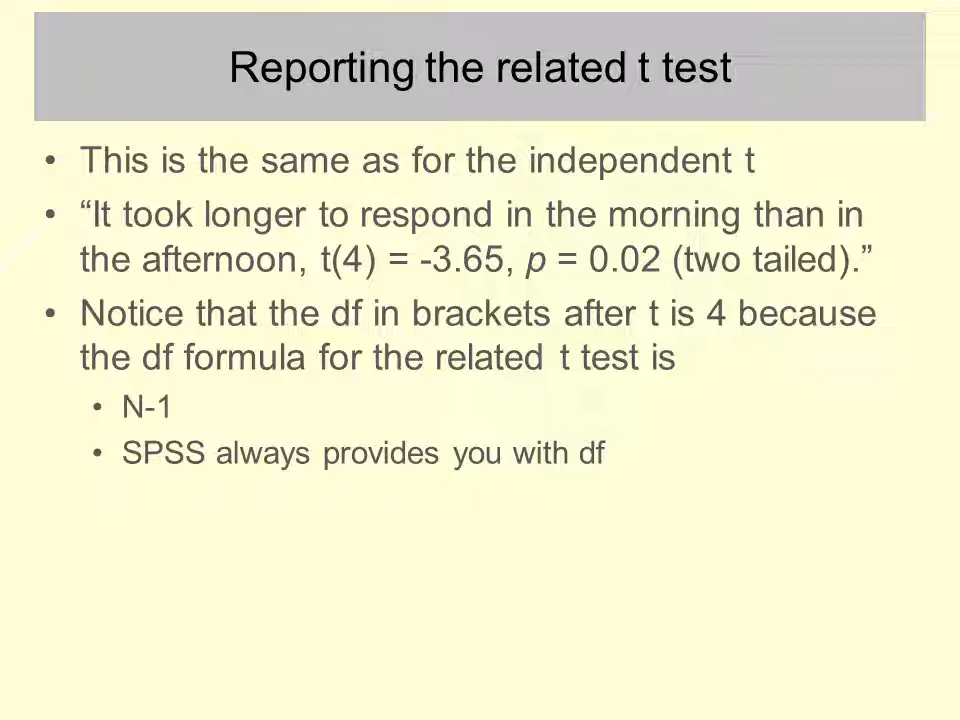 Reporting the related t test
• This is the same as for the independent t
• “It took longer to respond in the morning than in
the afternoon, t(4) = -3.65, p = 0.02 (two tailed).”
• Notice that the df in brackets after t is 4 because
the df formula for the related t test is
• N-1
• SPSS always provides you with df